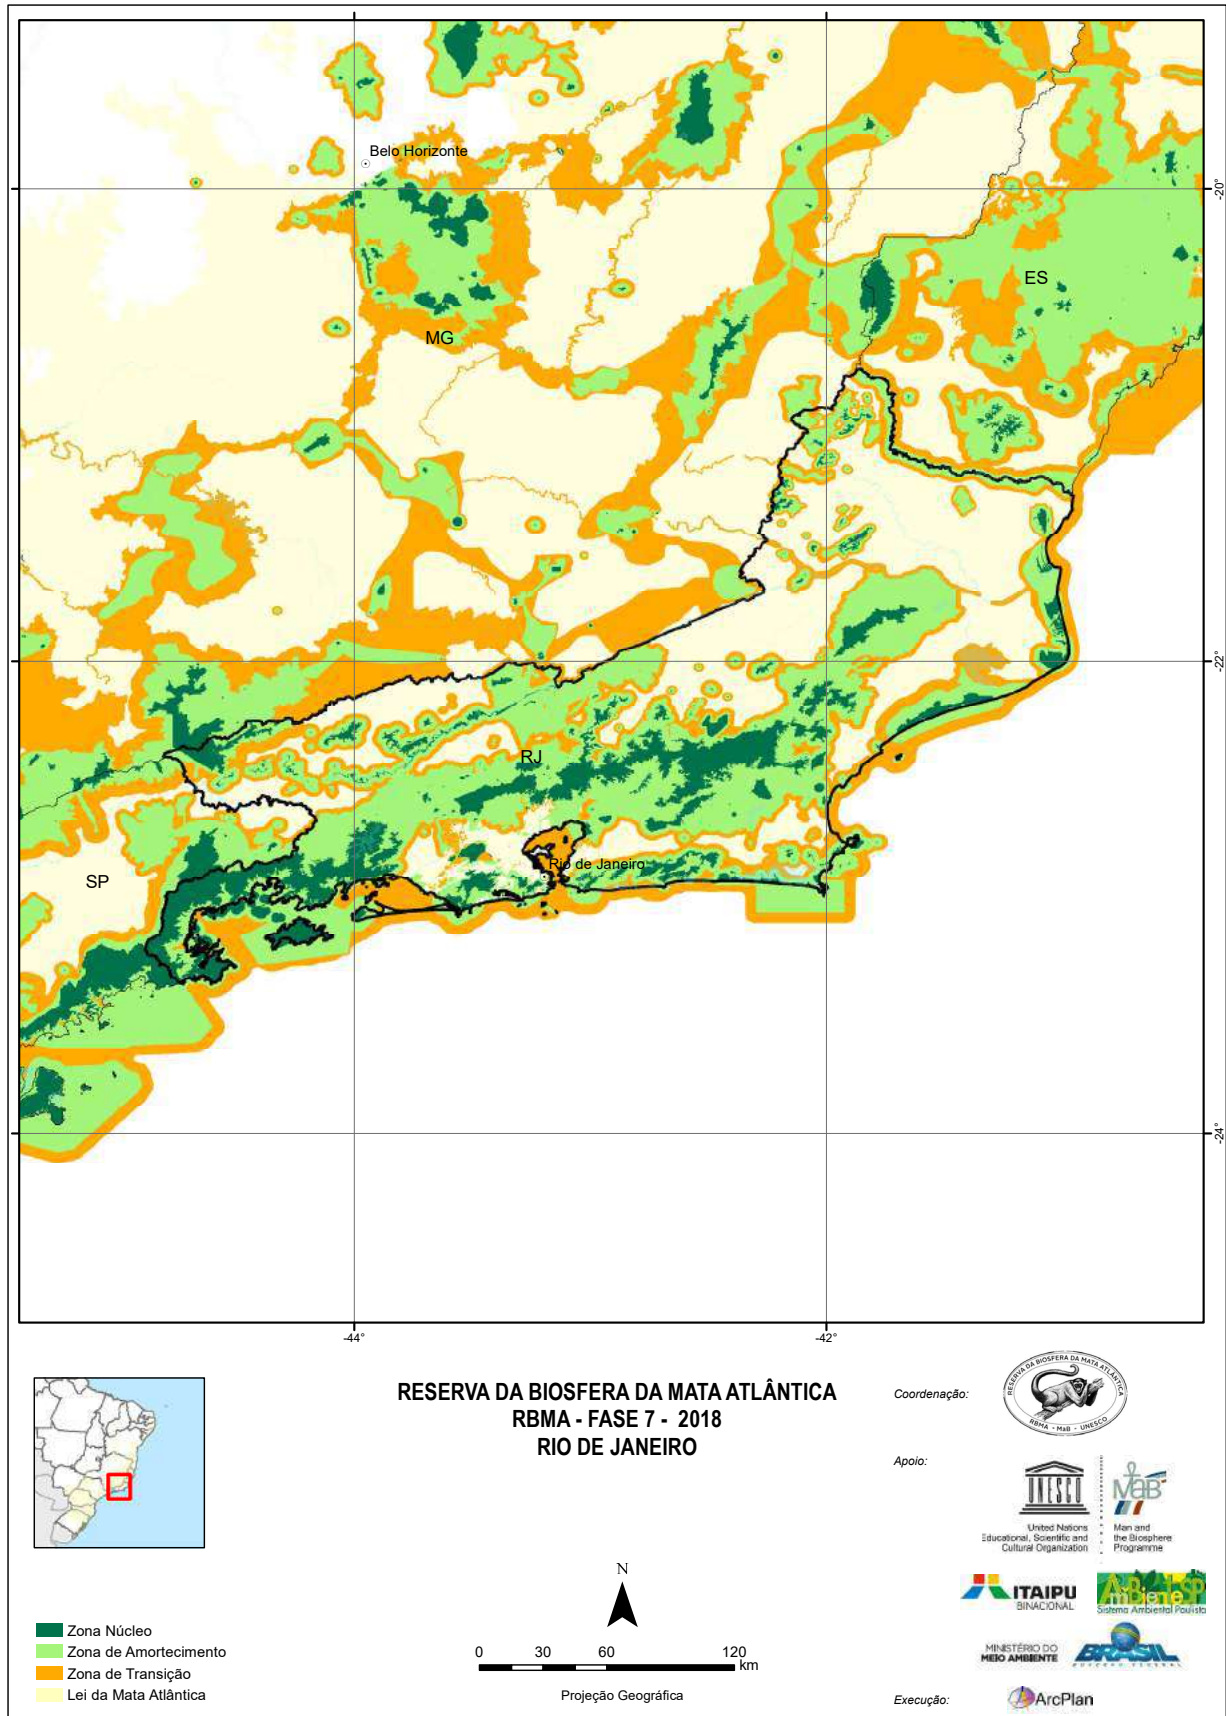 Belo Horizonte
-20°
ES
MG
-22°
RJ
Rio de Janeiro
SP
-24°
-44°
-42°
RESERVA DA BIOSFERA DA MATA ATLÂNTICA
RBMA - FASE 7 - 2018
RIO DE JANEIRO
Coordenação:
RESERVA DA BIOSFERA DA MATA ATLÂNTICA
RBMA - MaB - UNESCO
Apoio:
UNESCO
MaB
United Nations
Educational, Scientific and
Cultural Organization
Man and
the Biosphere
Programme
ITAIPU
BINACIONAL
AmBienteSP
Sistema Ambiental Paulista
MINISTÉRIO DO
MEIO AMBIENTE
BRASIL
GOVERNO FEDERAL
Execução:
ArcPlan
N
0 30 60 120
km
Projeção Geográfica
Zona Núcleo
Zona de Amortecimento
Zona de Transição
Lei da Mata Atlântica